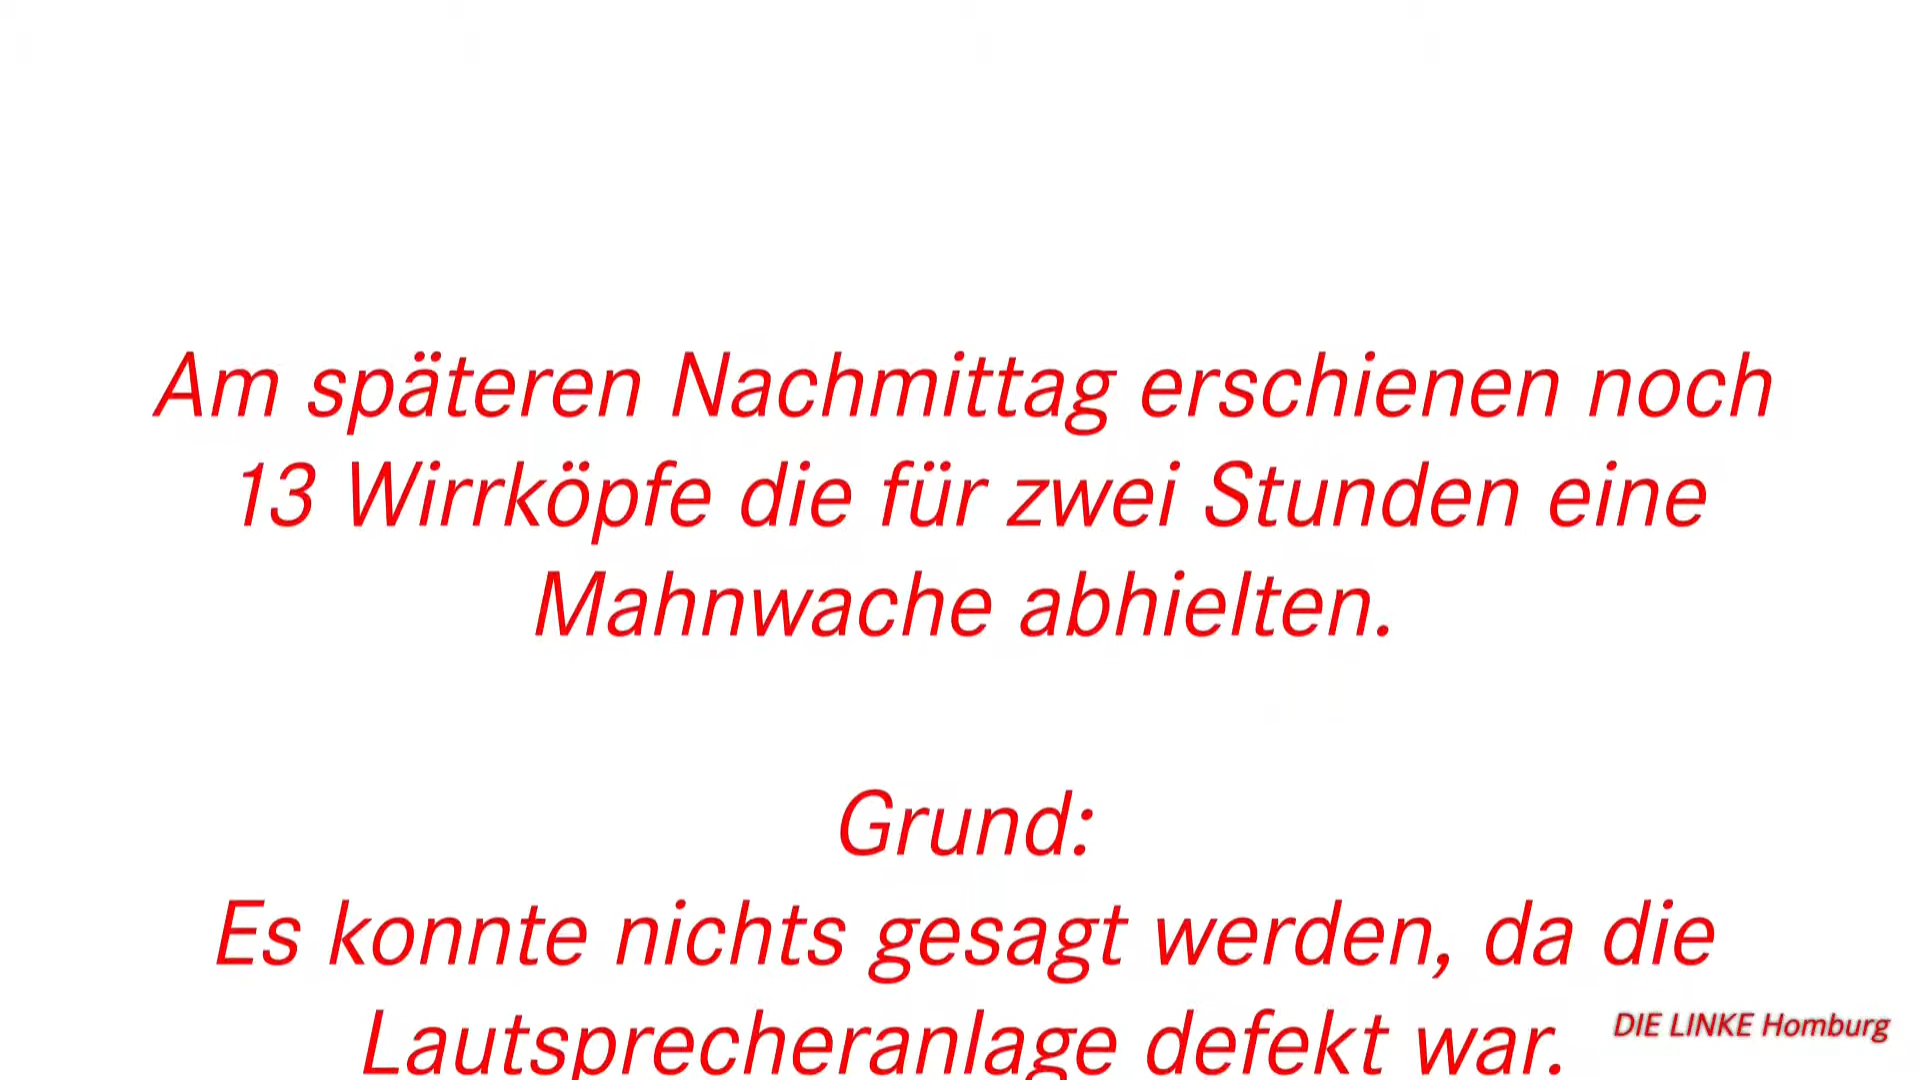 Am späteren Nachmittag erschienen noch
13 Wirrköpfe die für zwei Stunden eine
Mahnwache abhielten.
Grund:
Es konnte nichts gesagt werden, da die
Lautsprecheranlage defekt war.
DIE LINKE Homburg